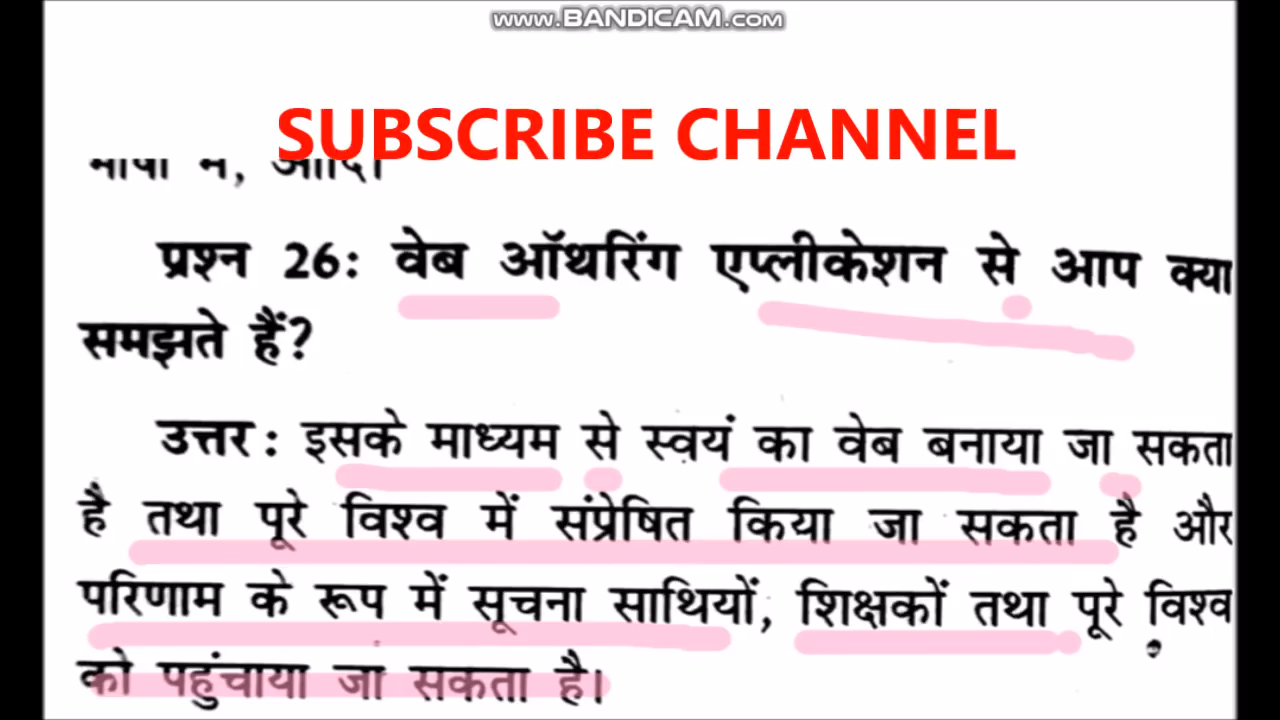 www.BANDICAM.com
SUBSCRIBE CHANNEL
में, आदि।
प्रश्न 26: वेब ऑथरिंग एप्लीकेशन से आप क्या
समझते हैं?
उत्तर: इसके माध्यम से स्वयं का वेब बनाया जा सकता
है तथा पूरे विश्व में संप्रेषित किया जा सकता है और
परिणाम के रूप में सूचना साथियों, शिक्षकों तथा पूरे विश्व
को पहुंचाया जा सकता है।